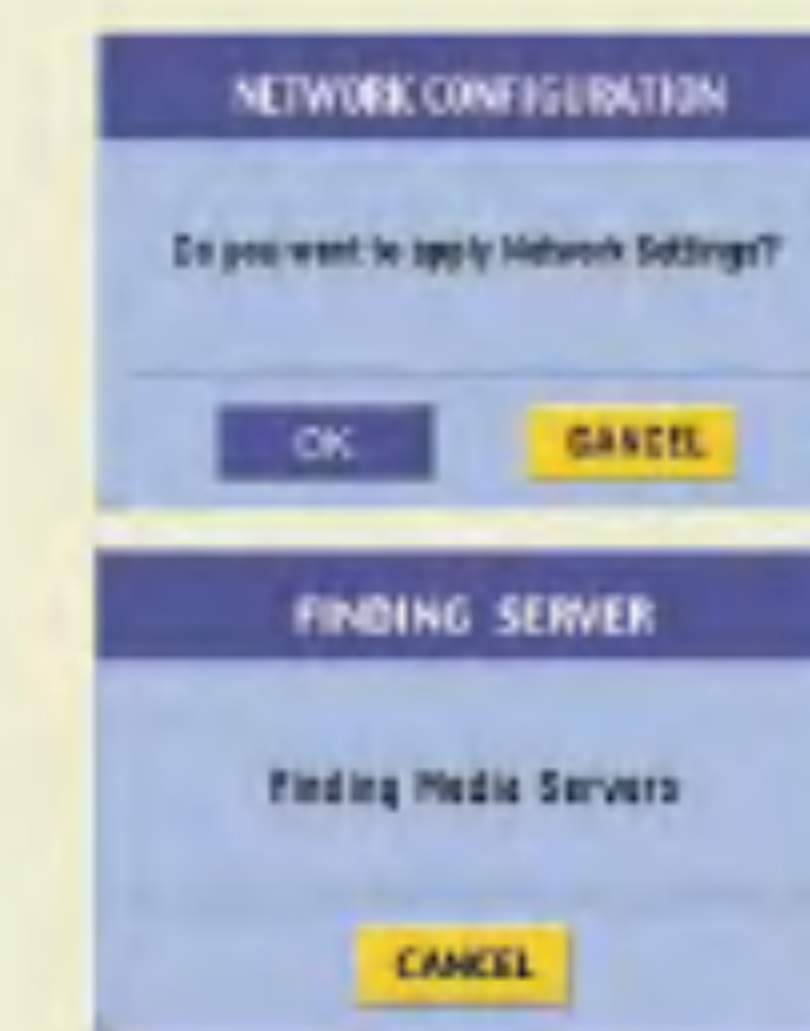 NETWORK CONFIGURATION
Do you want to apply Network Settings?
OK CANCEL
FINDING SERVER
Finding Media Servers
CANCEL